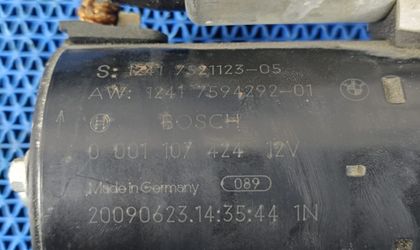 S: 1241 7521123-05
AW: 1241 7594292-01
BOSCH
0 001 107 424 12V
Made in Germany 089
20090623.14:35:44 1N